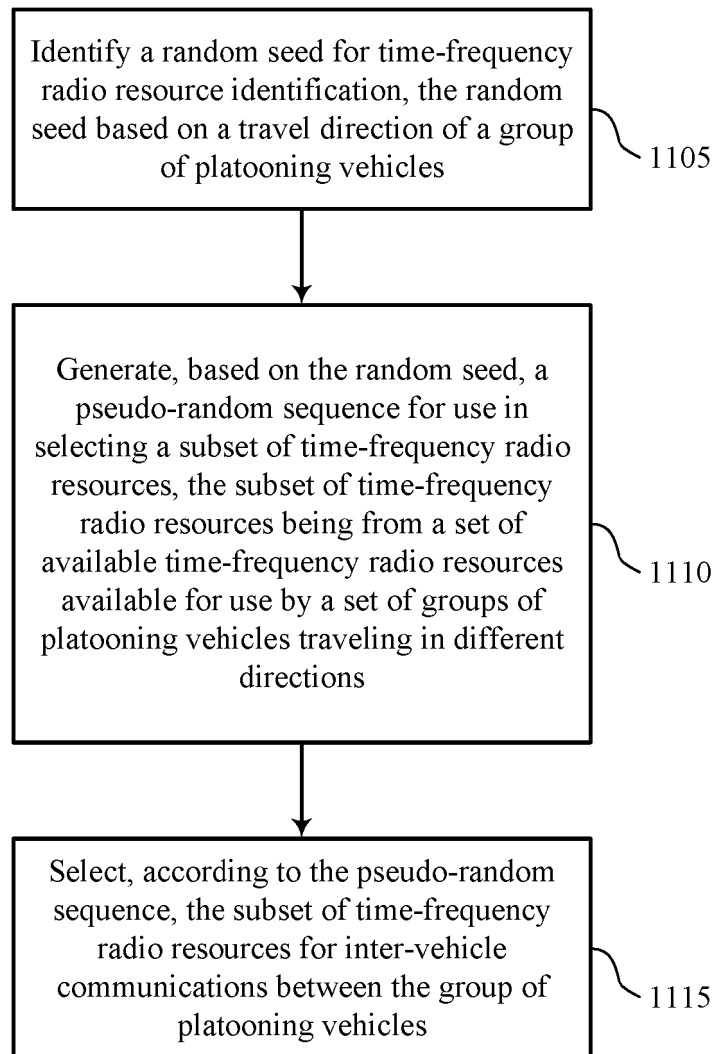 Identify a random seed for time-frequency
radio resource identification, the random
seed based on a travel direction of a group
of platooning vehicles
1105
Generate, based on the random seed, a
pseudo-random sequence for use in
selecting a subset of time-frequency radio
resources, the subset of time-frequency
radio resources being from a set of
available time-frequency radio resources
available for use by a set of groups of
platooning vehicles traveling in different
directions
1110
Select, according to the pseudo-random
sequence, the subset of time-frequency
radio resources for inter-vehicle
communications between the group of
platooning vehicles
1115